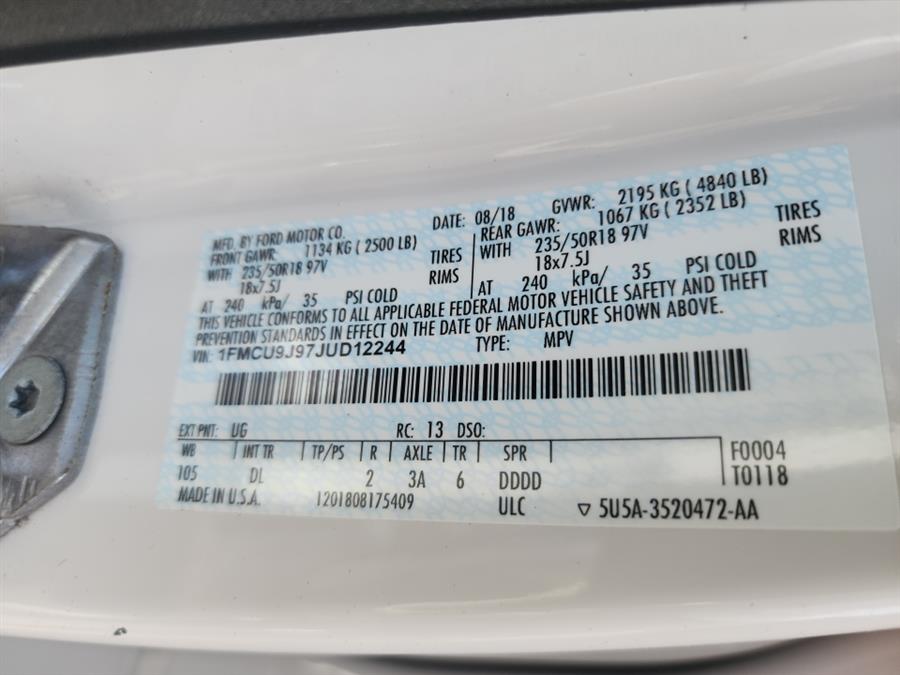 MFD. BY FORD MOTOR CO. DATE: 08/18 GVWR: 2195 KG ( 4840 LB)
FRONT GAWR: 1134 KG ( 2500 LB) REAR GAWR: 1067 KG ( 2352 LB)
WITH 235/50R18 97V TIRES WITH 235/50R18 97V TIRES
18x7.5J RIMS 18x7.5J RIMS
AT 240 kPa/ 35 PSI COLD AT 240 kPa/ 35 PSI COLD
THIS VEHICLE CONFORMS TO ALL APPLICABLE FEDERAL MOTOR VEHICLE SAFETY AND THEFT
PREVENTION STANDARDS IN EFFECT ON THE DATE OF MANUFACTURE SHOWN ABOVE.
VIN: 1FMCU9J97JUD12244 TYPE: MPV
EXT PNT: UG RC: 13 DSO:
WB INT TR TP/PS R AXLE TR SPR F0004
105 DL 2 3A 6 DDDD T0118
MADE IN U.S.A. 1201808175409 ULC ▽ 5U5A-3520472-AA